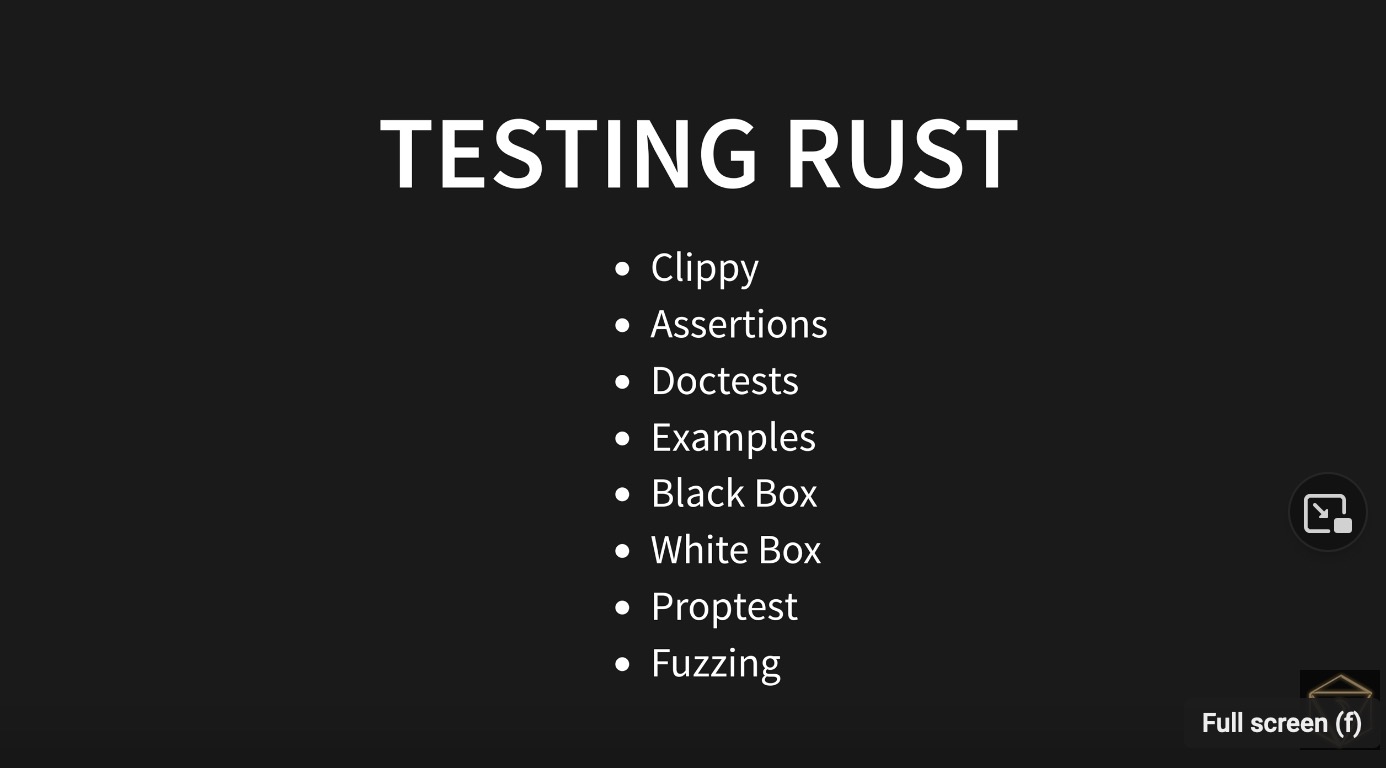 TESTING RUST
Clippy
Assertions
Doctests
Examples
Black Box
White Box
Proptest
Fuzzing
Full screen (f)